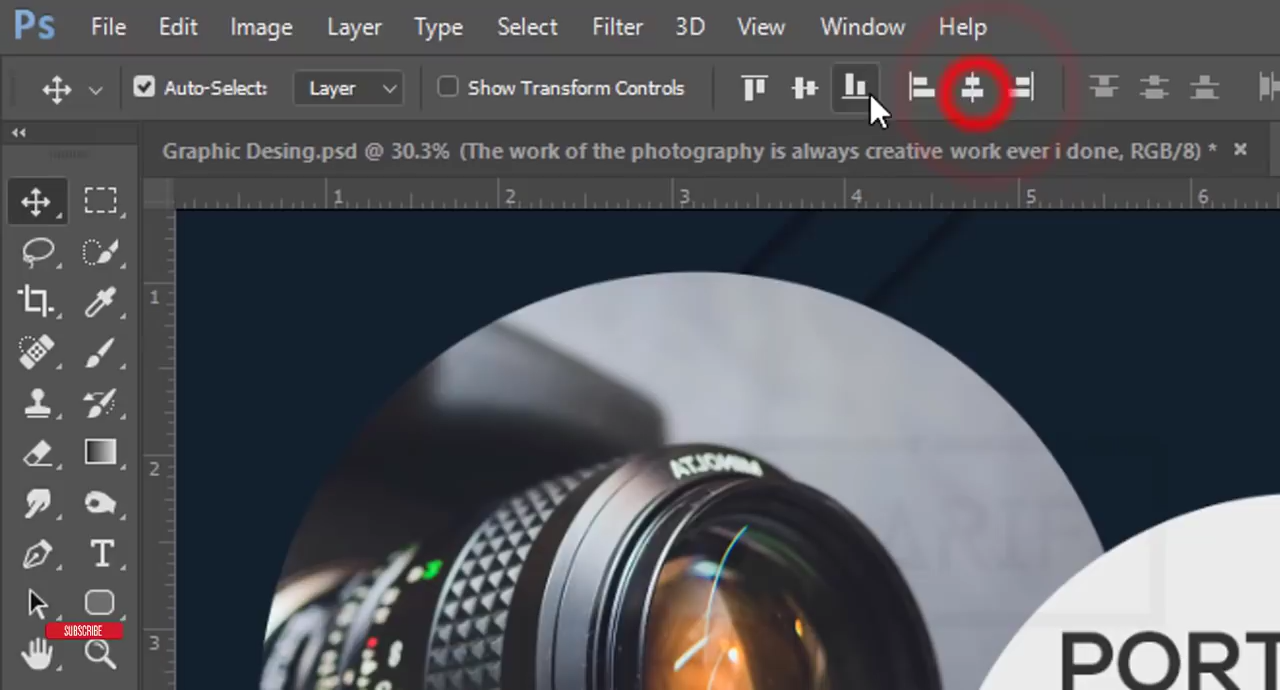 Ps File Edit Image Layer Type Select Filter 3D View Window Help
Auto-Select: Layer Show Transform Controls
Graphic Desing.psd @ 30.3% (The work of the photography is always creative work ever i done, RGB/8) * ×
1 2 3 4 5 6
1
2
3
MINOLTA
T
SUBSCRIBE
PORT